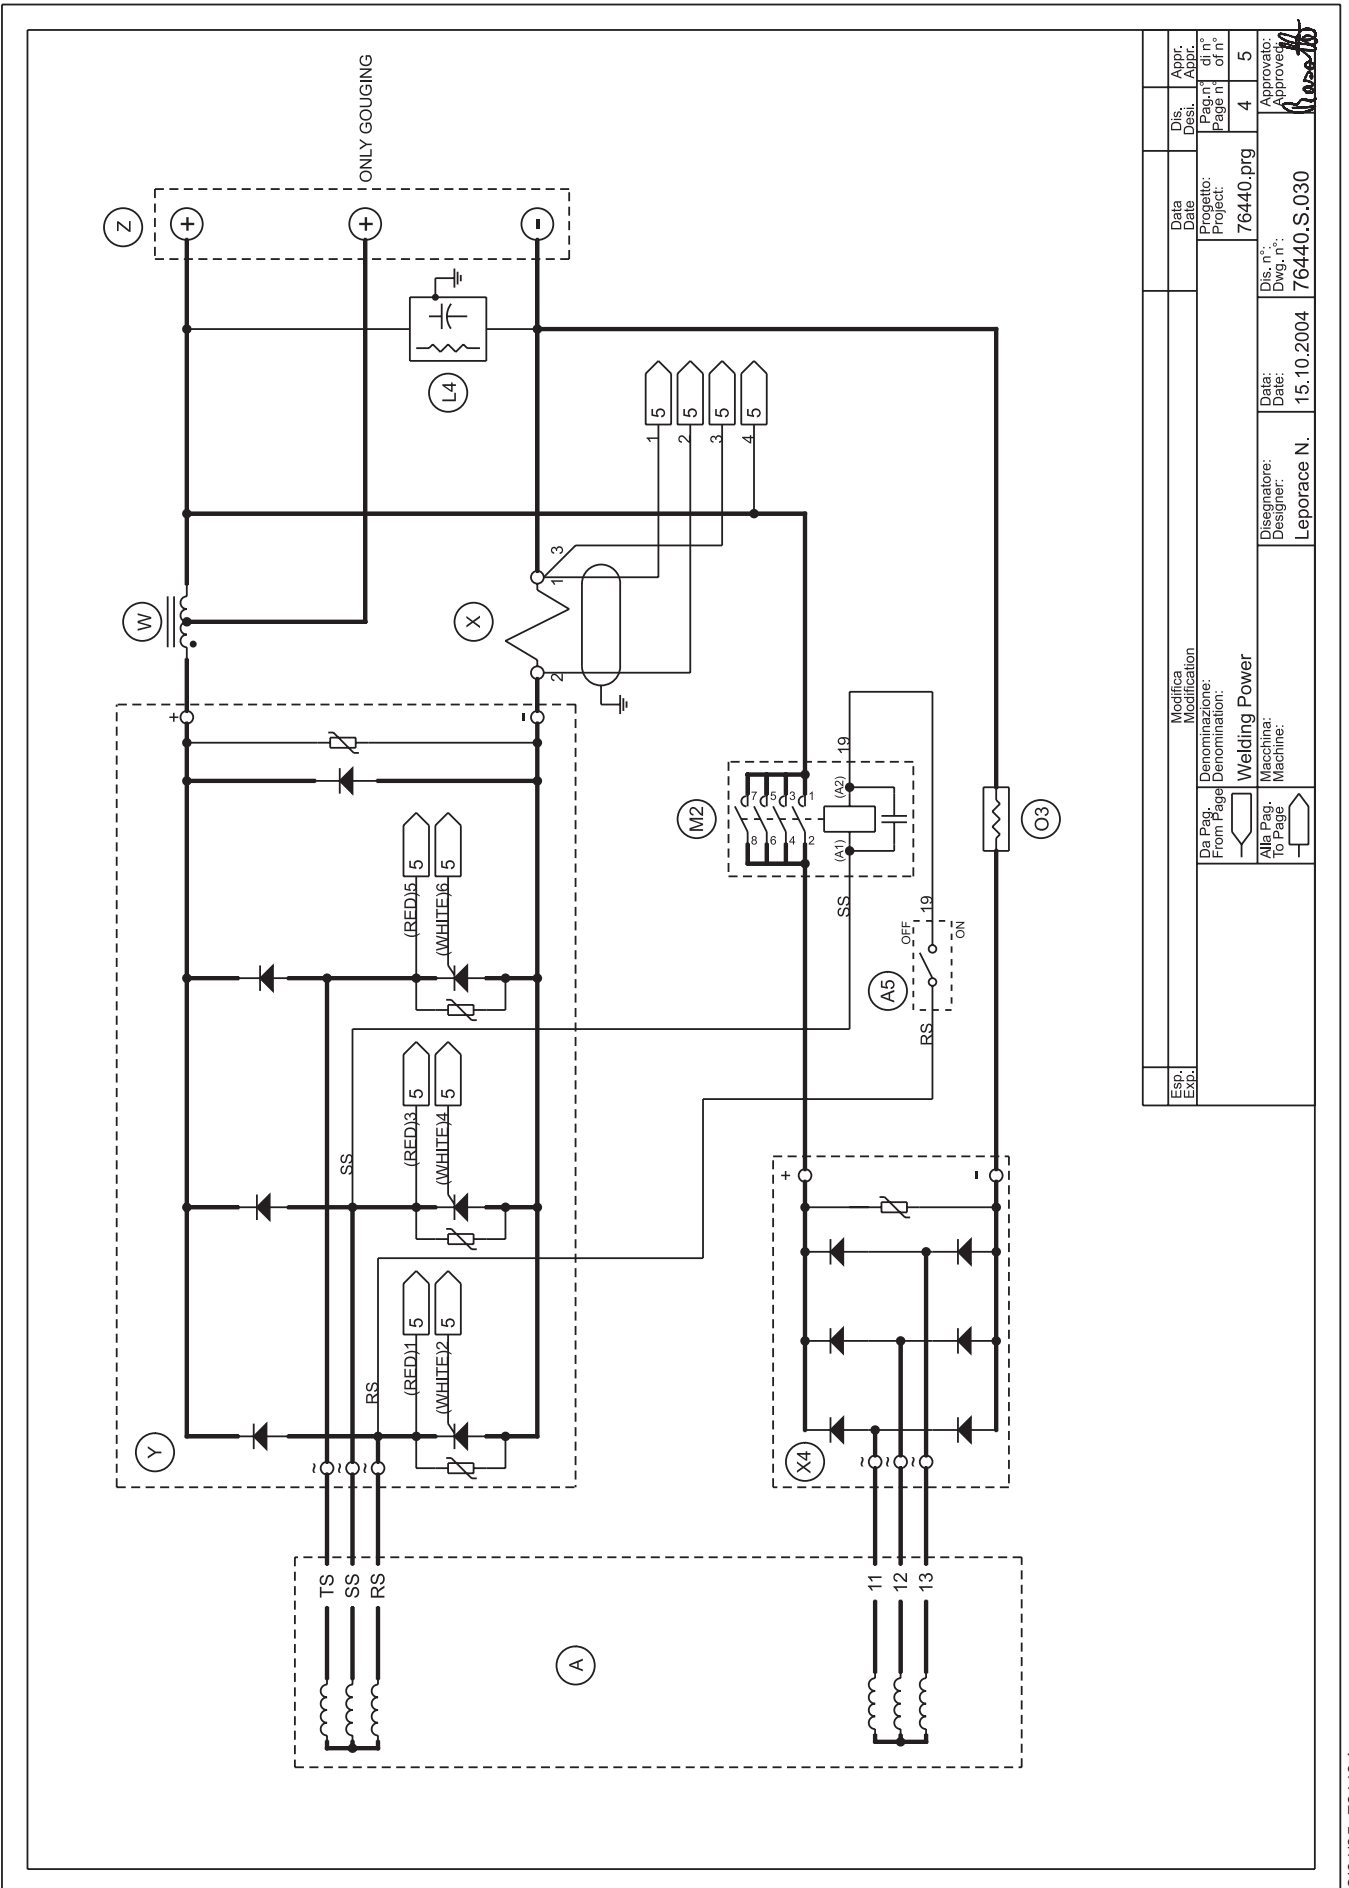 Z
+
+
-
ONLY GOUGING
L4
W
X
1
3
2
1
5
2
5
3
5
4
5
+
-
Y
(RED)5
5
(WHITE)6
5
SS
(RED)3
5
(WHITE)4
5
RS
(RED)1
5
(WHITE)2
5
~
~
~
TS
SS
RS
A
11
12
13
M2
7
5
3
1
8
6
4
2
(A2)
(A1)
19
SS
A5
OFF
ON
19
RS
O3
X4
+
-
~
~
~
Esp.
Exp.
Modifica
Modification
Data
Date
Dis.
Desi.
Appr.
Appr.
Da Pag.
From Page
Alla Pag.
To Page
Denominazione:
Denomination:
Welding Power
Macchina:
Machine:
Progetto:
Project:
76440.prg
Pag.n°
Page n°
4
di n°
of n°
5
Disegnatore:
Designer:
Leporace N.
Data:
Date:
15.10.2004
Dis. n°:
Dwg. n°:
76440.S.030
Approvato:
Approved: